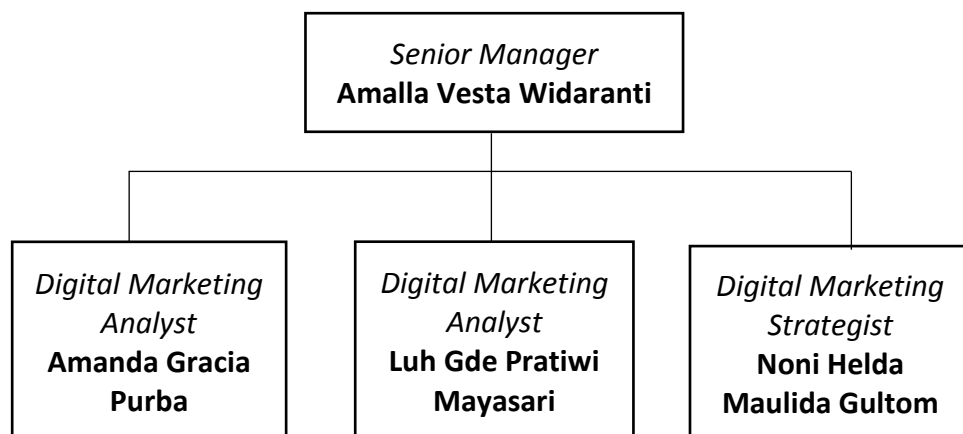 Senior Manager
Amalla Vesta Widaranti
Digital Marketing
Analyst
Amanda Gracia
Purba
Digital Marketing
Analyst
Luh Gde Pratiwi
Mayasari
Digital Marketing
Strategist
Noni Helda
Maulida Gultom